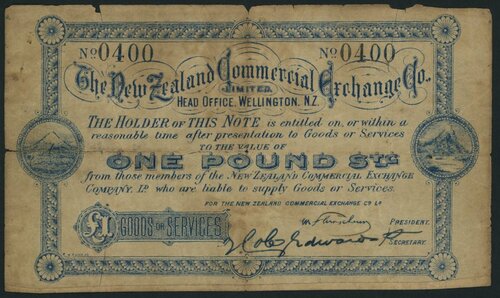 No 0400 No 0400
The New Zealand Commercial Exchange Co.,
LIMITED.
HEAD OFFICE, WELLINGTON, N.Z.
THE HOLDER OF THIS NOTE is entitled on, or within a
reasonable time after presentation to Goods or Services
TO THE VALUE OF
ONE POUND STG
from those members of the NEW ZEALAND COMMERCIAL EXCHANGE
COMPANY, LD who are liable to supply Goods or Services.
FOR THE NEW ZEALAND COMMERCIAL EXCHANGE CO LD
PRESIDENT.
£1 GOODS OR SERVICES
SECRETARY.